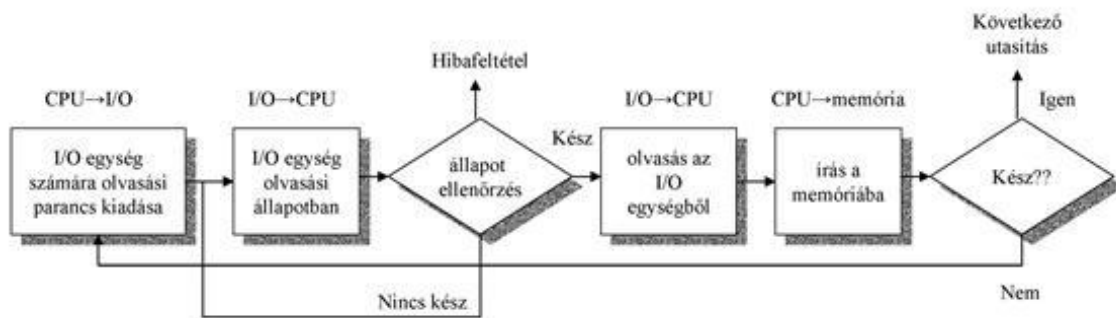 Következő
utasítás
Hibafeltétel
CPU→I/O
I/O→CPU
I/O→CPU
CPU→memória
Igen
Kész
I/O egység
számára olvasási
parancs kiadása
I/O egység
olvasási
állapotban
állapot
ellenőrzés
olvasás az
I/O
egységből
írás a
memóriába
Kész??
Nincs kész
Nem